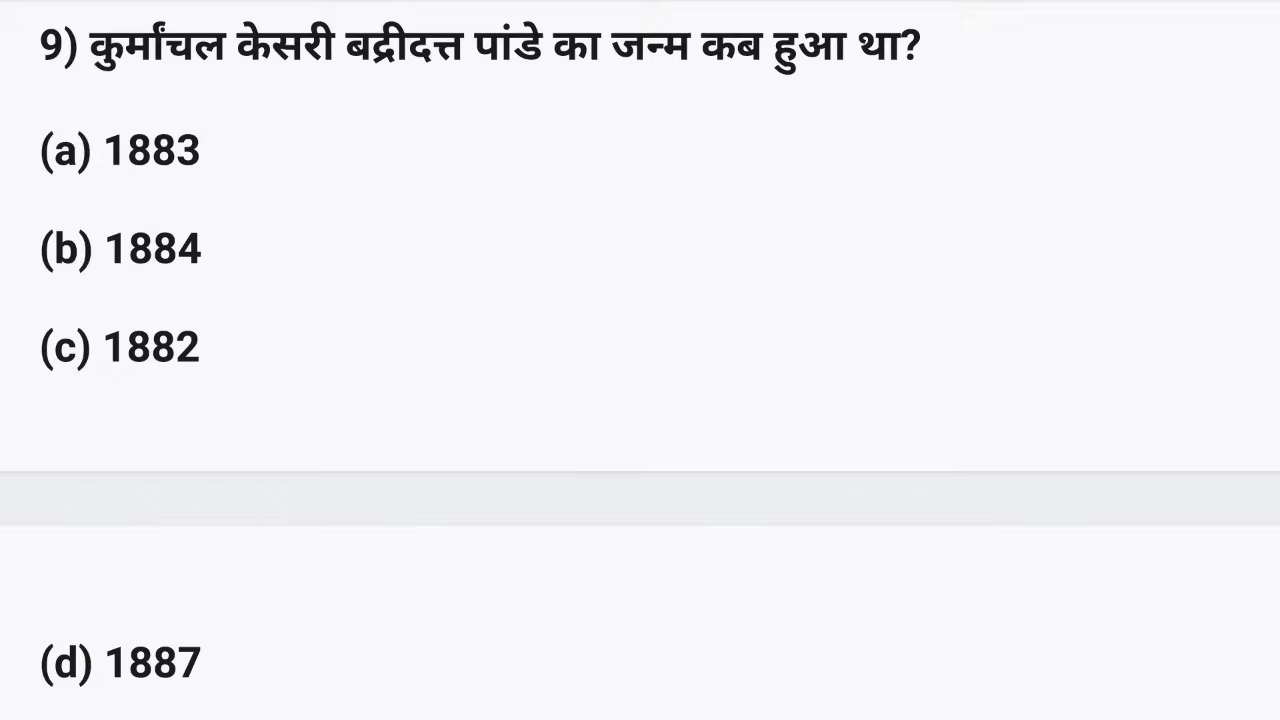 9) कुर्मांचल केसरी बद्रीदत्त पांडे का जन्म कब हुआ था?
(a) 1883
(b) 1884
(c) 1882
(d) 1887